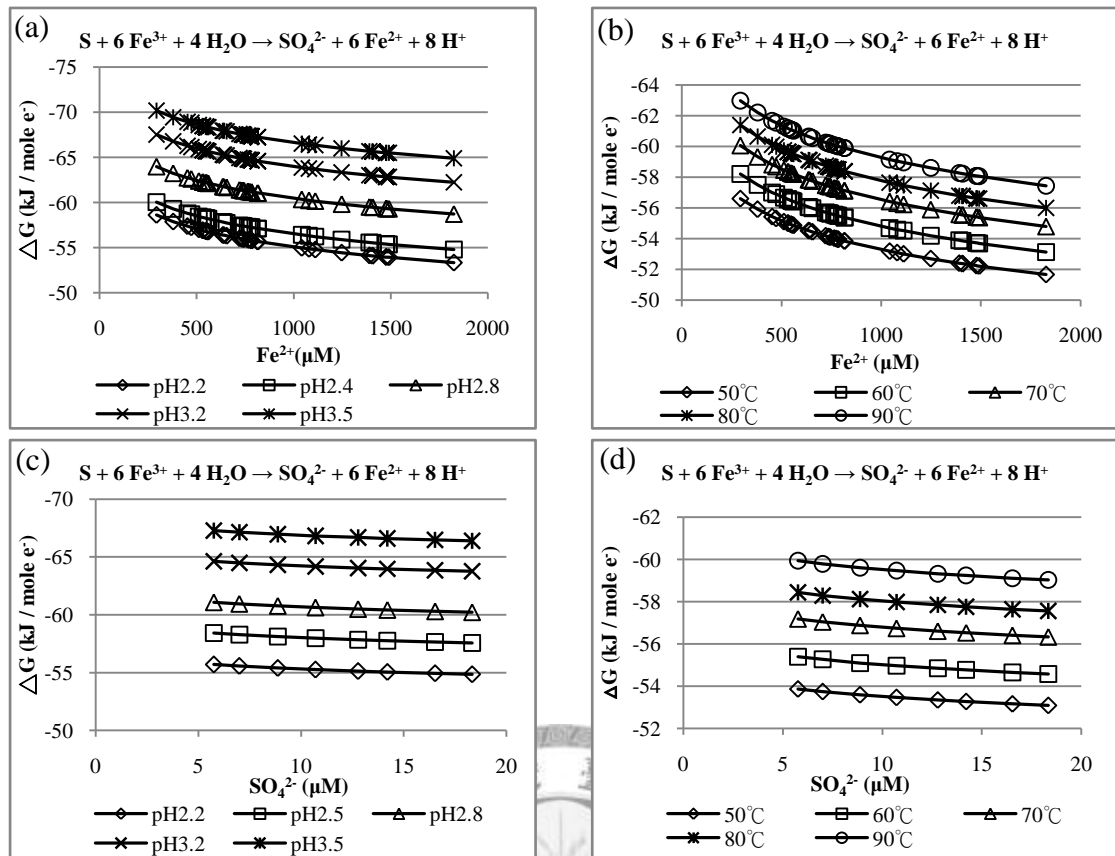 (a)
S + 6 Fe³⁺ + 4 H₂O → SO₄²⁻ + 6 Fe²⁺ + 8 H⁺
-75
-70
-65
-60
-55
-50
△G (kJ / mole e⁻)
0 500 1000 1500 2000
Fe²⁺(μM)
pH2.2 pH2.4 pH2.8
pH3.2 pH3.5
(b)
S + 6 Fe³⁺ + 4 H₂O → SO₄²⁻ + 6 Fe²⁺ + 8 H⁺
-64
-62
-60
-58
-56
-54
-52
-50
ΔG (kJ / mole e⁻)
0 500 1000 1500 2000
Fe²⁺ (μM)
50℃ 60℃ 70℃
80℃ 90℃
(c)
S + 6 Fe³⁺ + 4 H₂O → SO₄²⁻ + 6 Fe²⁺ + 8 H⁺
-70
-65
-60
-55
-50
△G (kJ / mole e⁻)
0 5 10 15 20
SO₄²⁻ (μM)
pH2.2 pH2.5 pH2.8
pH3.2 pH3.5
(d)
S + 6 Fe³⁺ + 4 H₂O → SO₄²⁻ + 6 Fe²⁺ + 8 H⁺
-62
-60
-58
-56
-54
-52
ΔG (kJ / mole e⁻)
0 5 10 15 20
SO₄²⁻ (μM)
50℃ 60℃ 70℃
80℃ 90℃